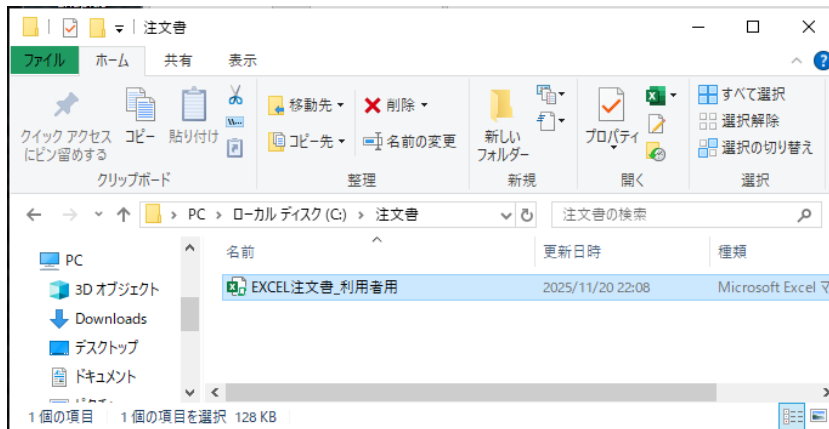 注文書
ファイル ホーム 共有 表示
クイック アクセスにピン留めする
コピー
貼り付け
移動先
コピー先
削除
名前の変更
新しいフォルダー
プロパティ
すべて選択
選択解除
選択の切り替え
クリップボード 整理 新規 開く 選択
PC > ローカル ディスク (C:) > 注文書
注文書の検索
名前 更新日時 種類
EXCEL注文書_利用者用 2025/11/20 22:08 Microsoft Excel マ
PC
3D オブジェクト
Downloads
デスクトップ
ドキュメント
1 個の項目 1 個の項目を選択 128 KB